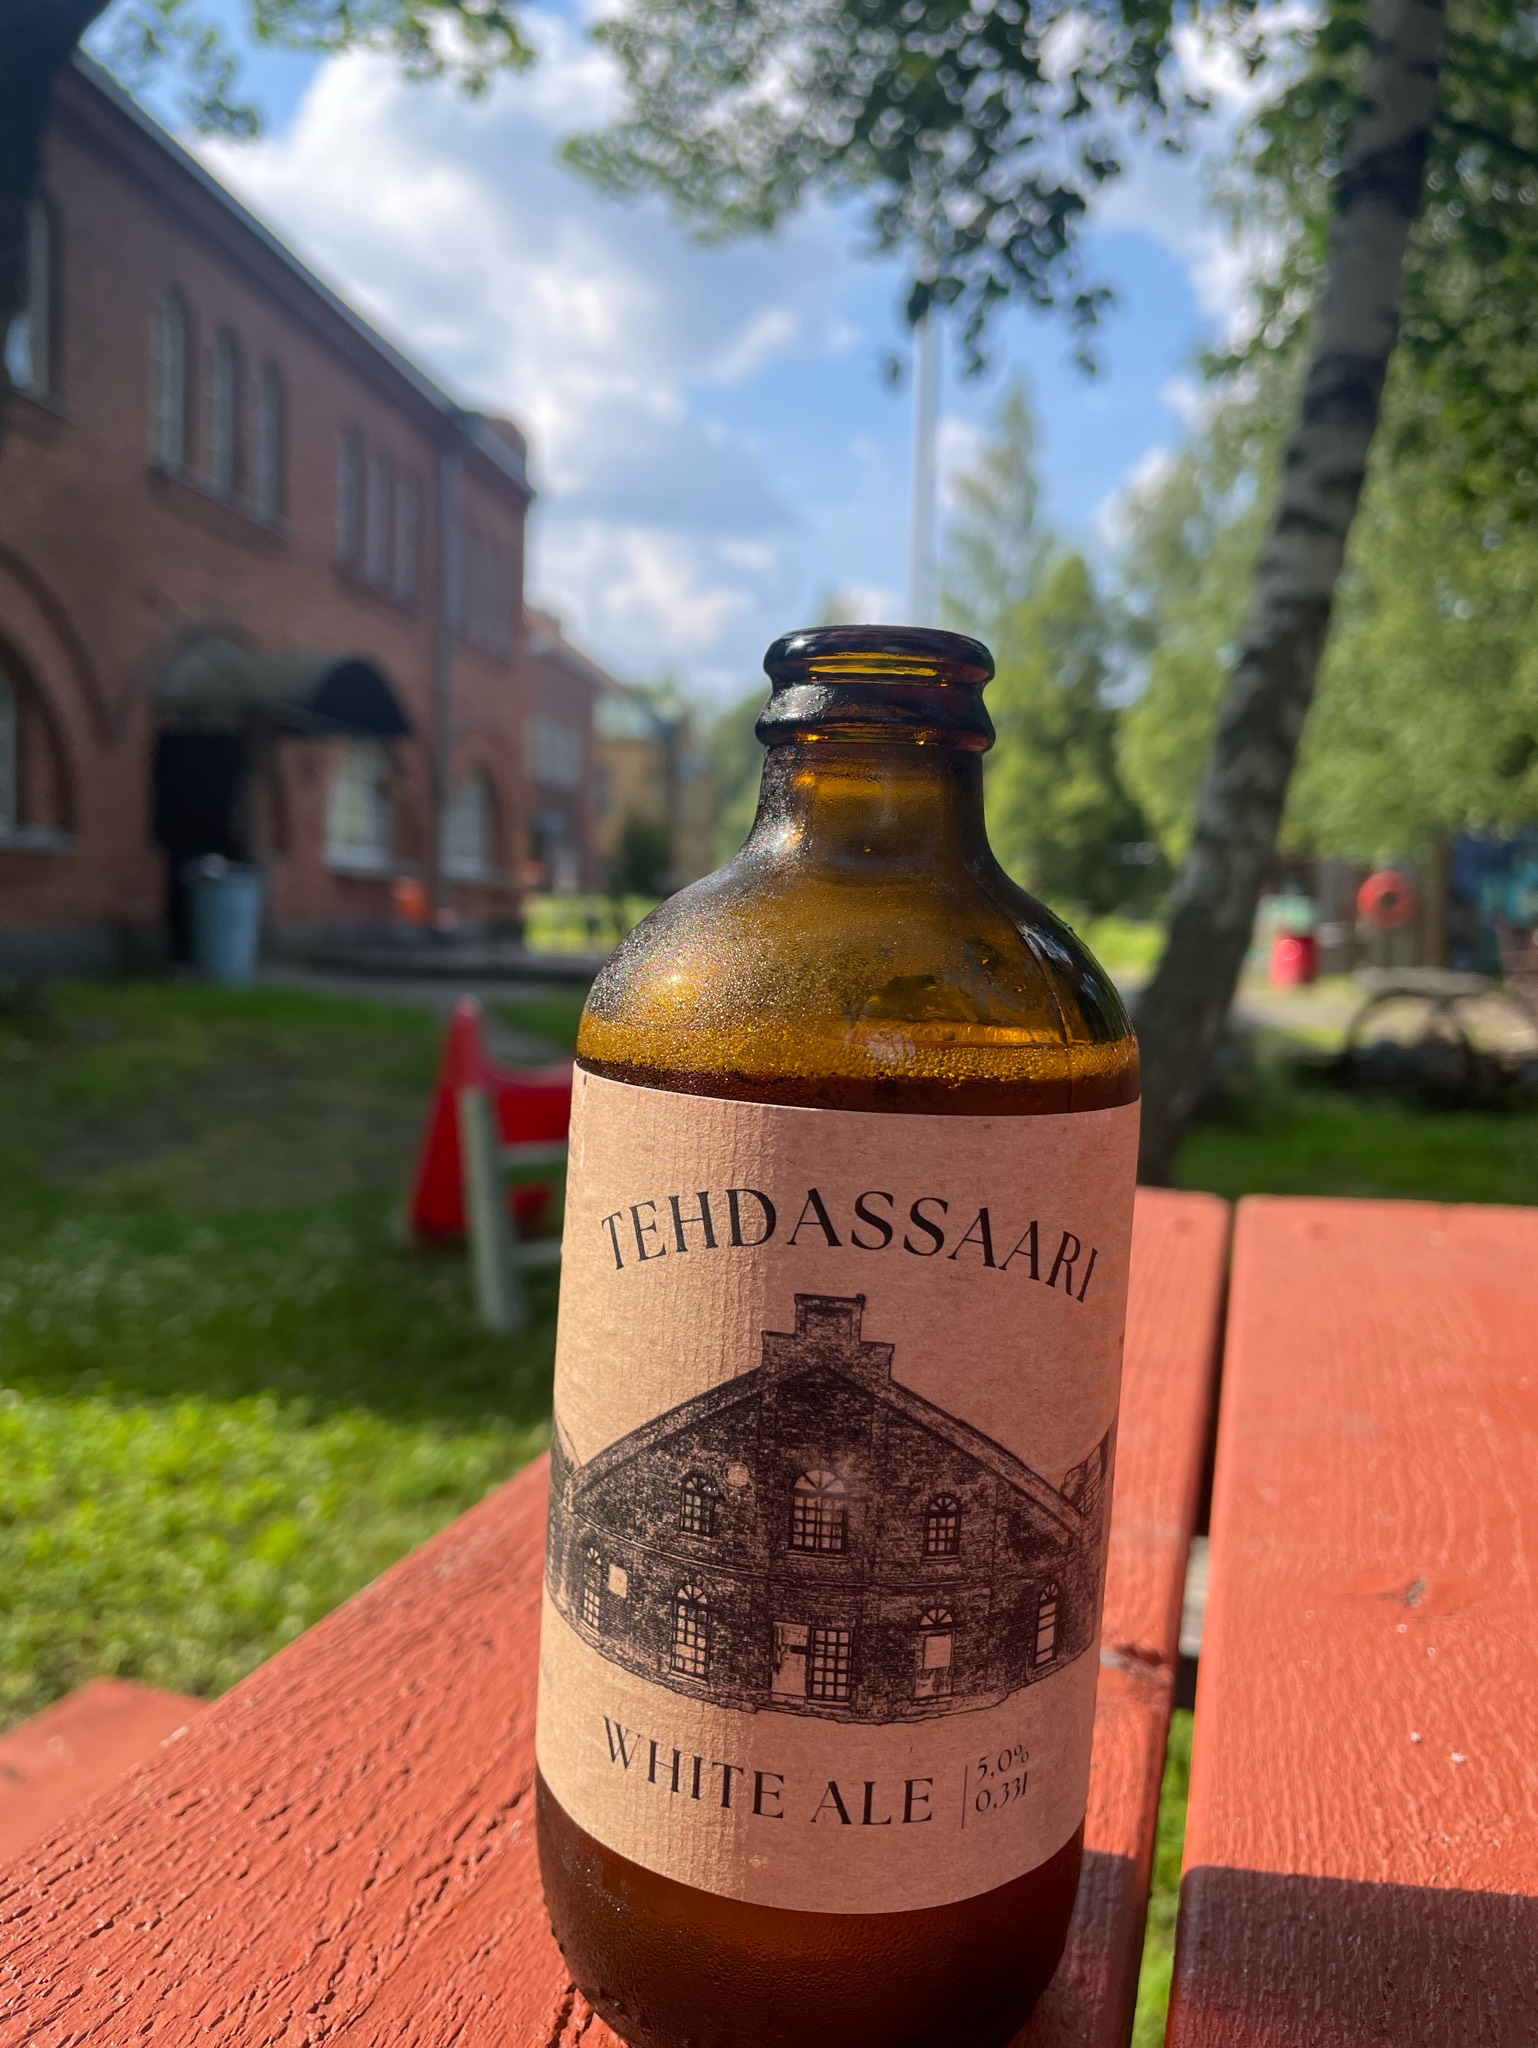 TEHDASSAARI
WHITE ALE
5,0%
0,33l